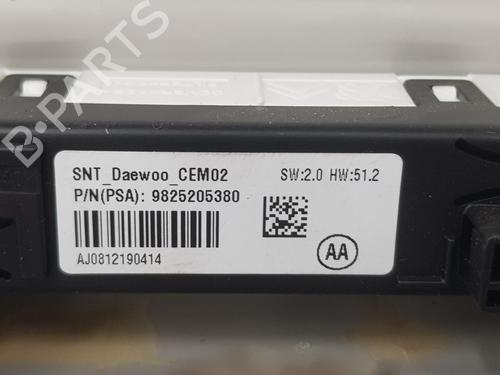 B-PARTS
SNT_Daewoo_CEM02 SW:2.0 HW:51.2
P/N(PSA): 9825205380
AJ0812190414
AA